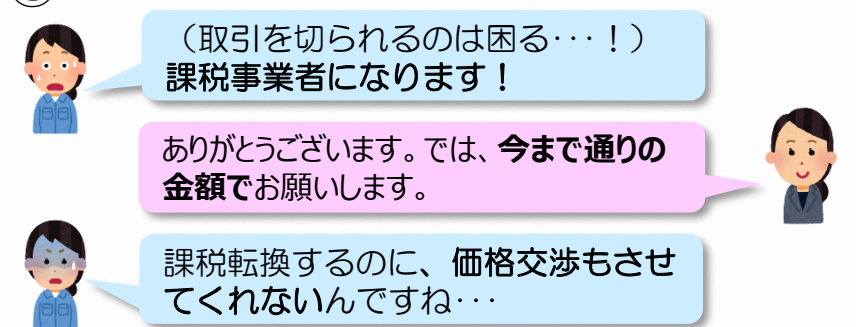 （取引を切られるのは困る･･･！）
課税事業者になります！
ありがとうございます。では、今まで通りの
金額でお願いします。
課税転換するのに、価格交渉もさせ
てくれないんですね･･･